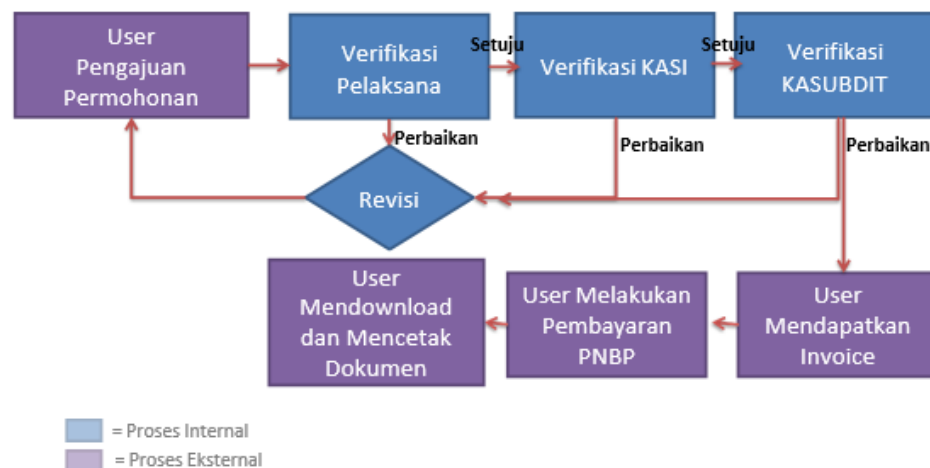 User
Pengajuan
Permohonan
Verifikasi
Pelaksana
Setuju
Verifikasi KASI
Setuju
Verifikasi
KASUBDIT
Perbaikan
Perbaikan
Perbaikan
Revisi
User
Mendownload
dan Mencetak
Dokumen
User Melakukan
Pembayaran
PNBP
User
Mendapatkan
Invoice
= Proses Internal
= Proses Eksternal